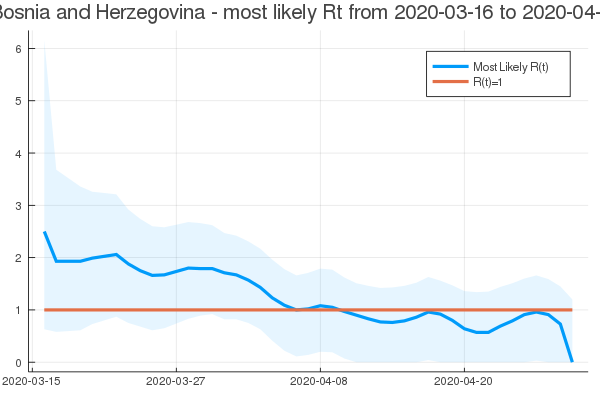 Bosnia and Herzegovina - most likely Rt from 2020-03-16 to 2020-04-
Most Likely R(t)
R(t)=1
6
5
4
3
2
1
0
2020-03-15 2020-03-27 2020-04-08 2020-04-20